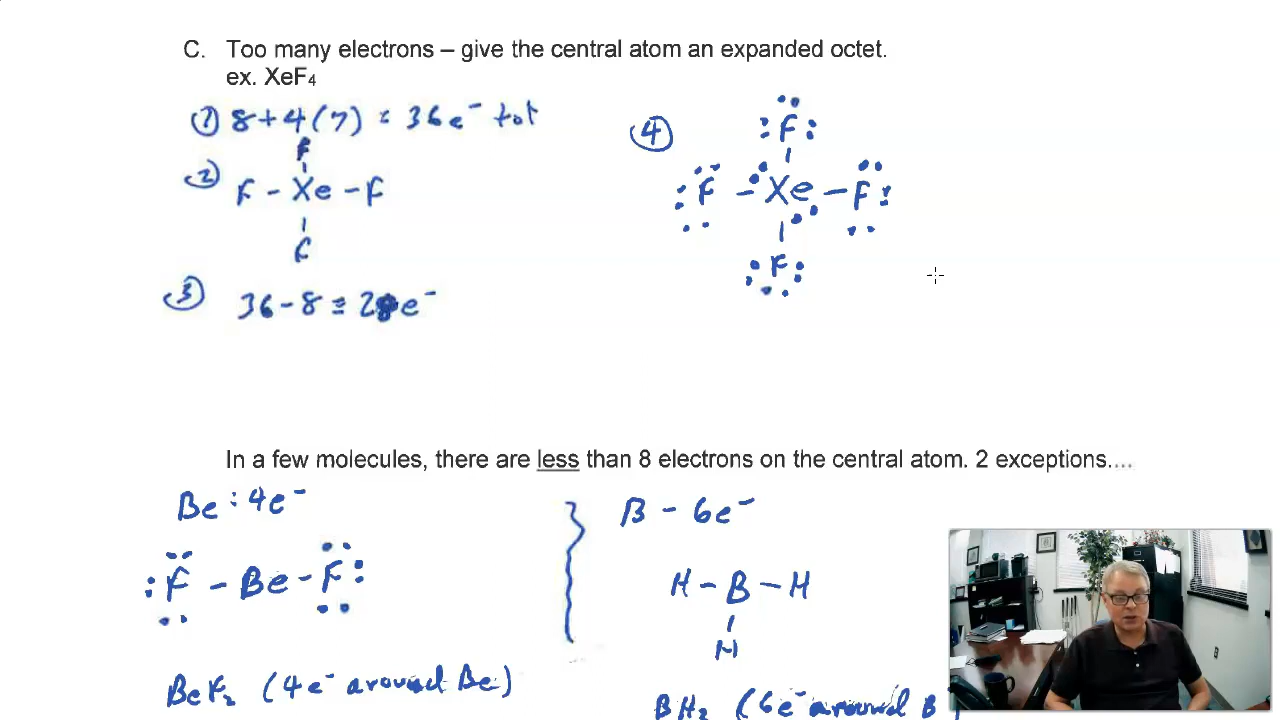 C. Too many electrons – give the central atom an expanded octet.
ex. XeF₄
① 8+4(7) = 36e⁻ tot
② F
F - Xe - F
F
③ 36 - 8 = 28e⁻
④ F
F - Xe - F
F
In a few molecules, there are less than 8 electrons on the central atom. 2 exceptions....
Be : 4e⁻
F - Be - F
BeF₂ (4e⁻ around Be)
B - 6e⁻
H - B - H
H
BH₂ (6e⁻ around B)